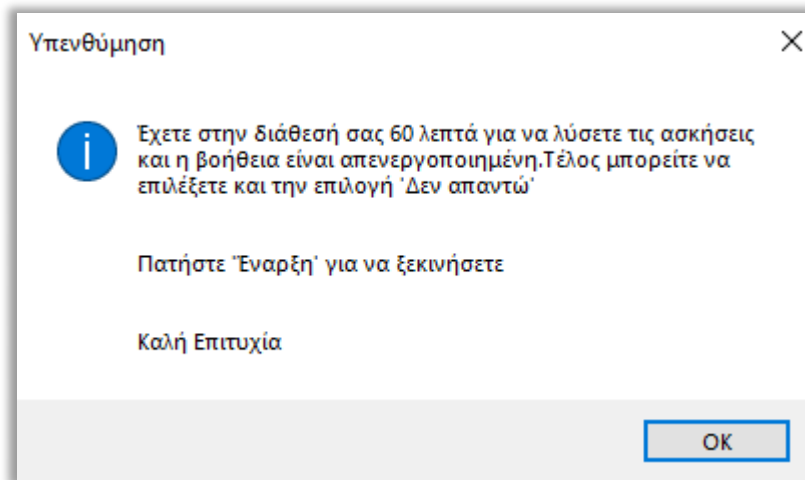 Υπενθύμηση
Έχετε στην διάθεσή σας 60 λεπτά για να λύσετε τις ασκήσεις
και η βοήθεια είναι απενεργοποιημένη.Τέλος μπορείτε να
επιλέξετε και την επιλογή 'Δεν απαντώ'
Πατήστε 'Έναρξη' για να ξεκινήσετε
Καλή Επιτυχία
OK